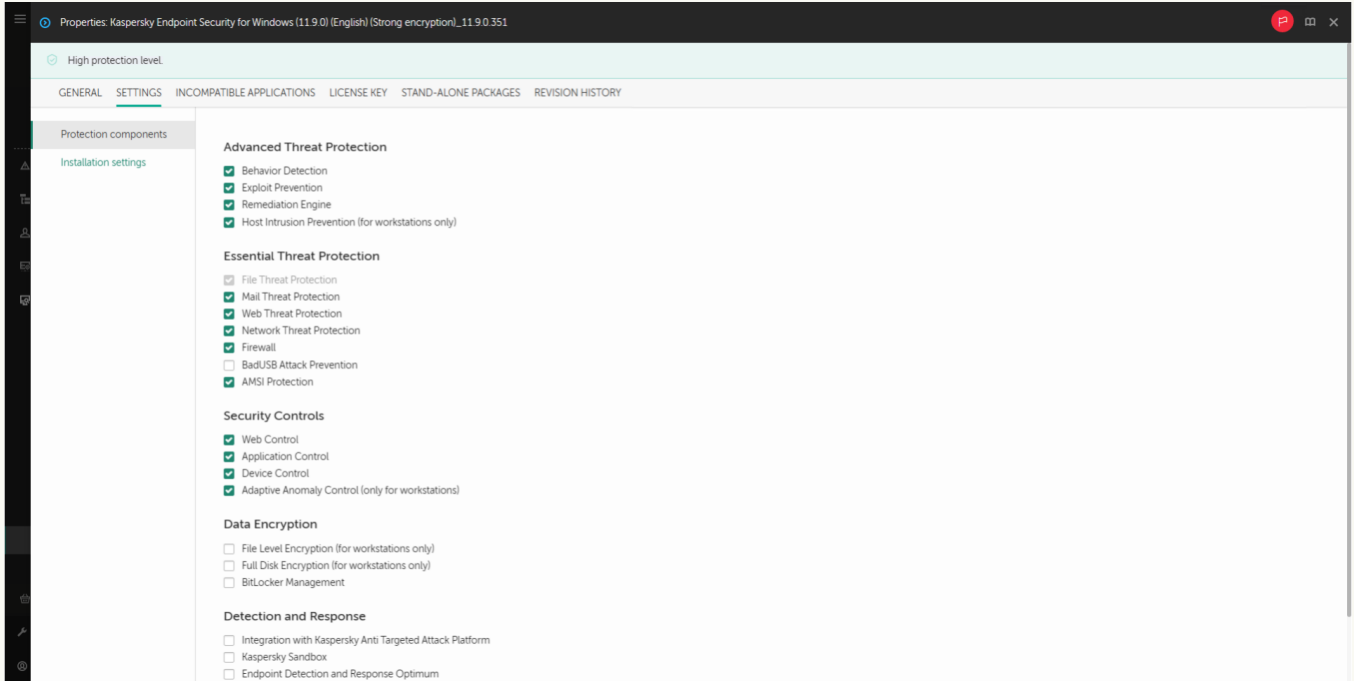 Properties: Kaspersky Endpoint Security for Windows (11.9.0) (English) (Strong encryption)_11.9.0.351
High protection level.
GENERAL SETTINGS INCOMPATIBLE APPLICATIONS LICENSE KEY STAND-ALONE PACKAGES REVISION HISTORY
Protection components
Installation settings
Advanced Threat Protection
Behavior Detection
Exploit Prevention
Remediation Engine
Host Intrusion Prevention (for workstations only)
Essential Threat Protection
File Threat Protection
Mail Threat Protection
Web Threat Protection
Network Threat Protection
Firewall
BadUSB Attack Prevention
AMSI Protection
Security Controls
Web Control
Application Control
Device Control
Adaptive Anomaly Control (only for workstations)
Data Encryption
File Level Encryption (for workstations only)
Full Disk Encryption (for workstations only)
BitLocker Management
Detection and Response
Integration with Kaspersky Anti Targeted Attack Platform
Kaspersky Sandbox
Endpoint Detection and Response Optimum